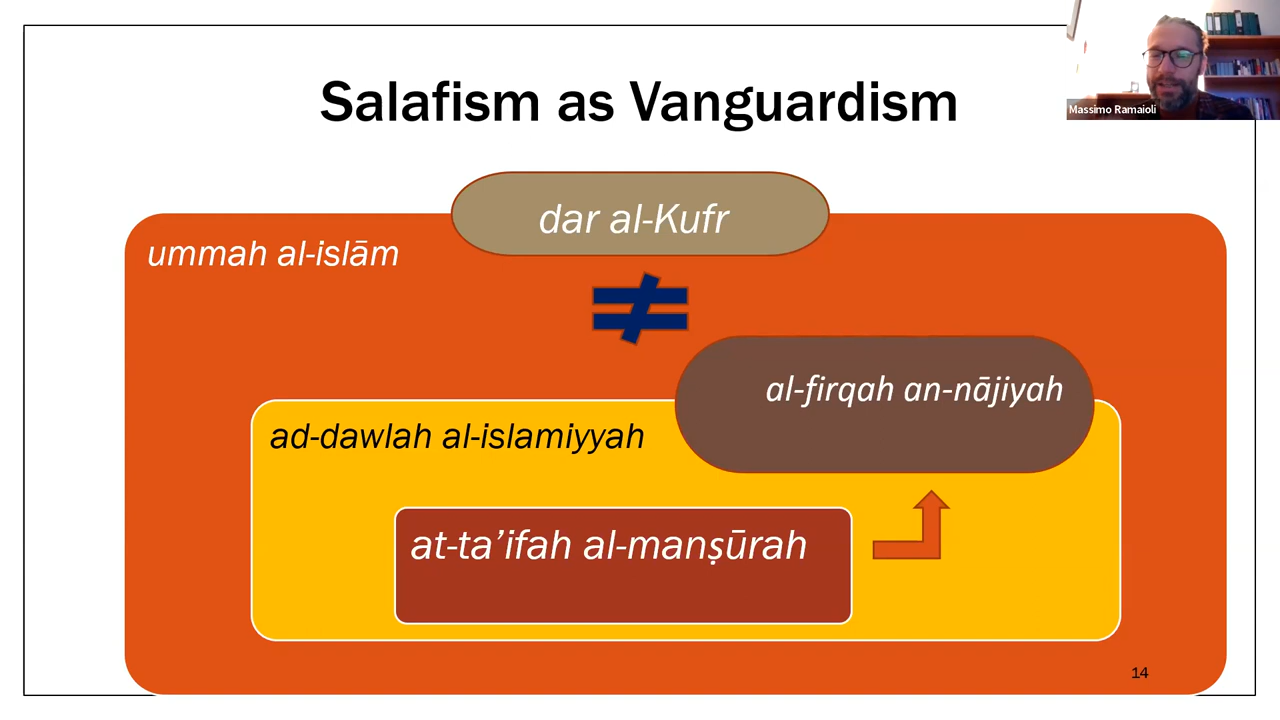 Massimo Ramaioli
Salafism as Vanguardism
dar al-Kufr
ummah al-islām
≠
al-firqah an-nājiyah
ad-dawlah al-islamiyyah
at-ta’ifah al-manṣūrah
14